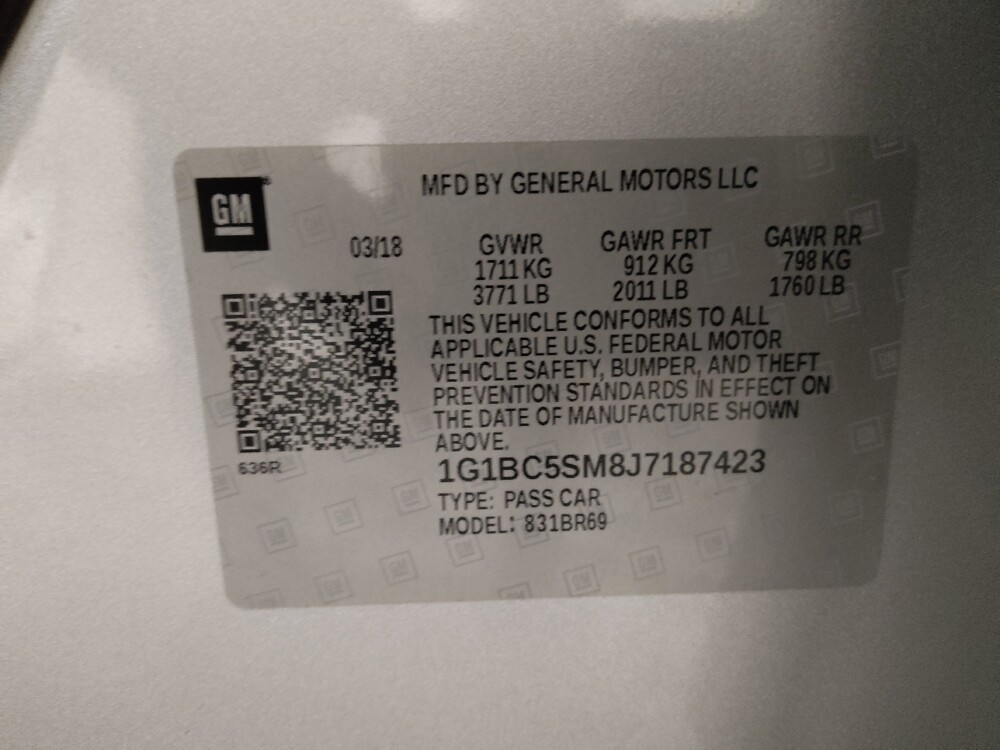 GM
MFD BY GENERAL MOTORS LLC
03/18 GVWR GAWR FRT GAWR RR
1711 KG 912 KG 798 KG
3771 LB 2011 LB 1760 LB
THIS VEHICLE CONFORMS TO ALL
APPLICABLE U.S. FEDERAL MOTOR
VEHICLE SAFETY, BUMPER, AND THEFT
PREVENTION STANDARDS IN EFFECT ON
THE DATE OF MANUFACTURE SHOWN
ABOVE.
636R
1G1BC5SM8J7187423
TYPE: PASS CAR
MODEL: 831BR69